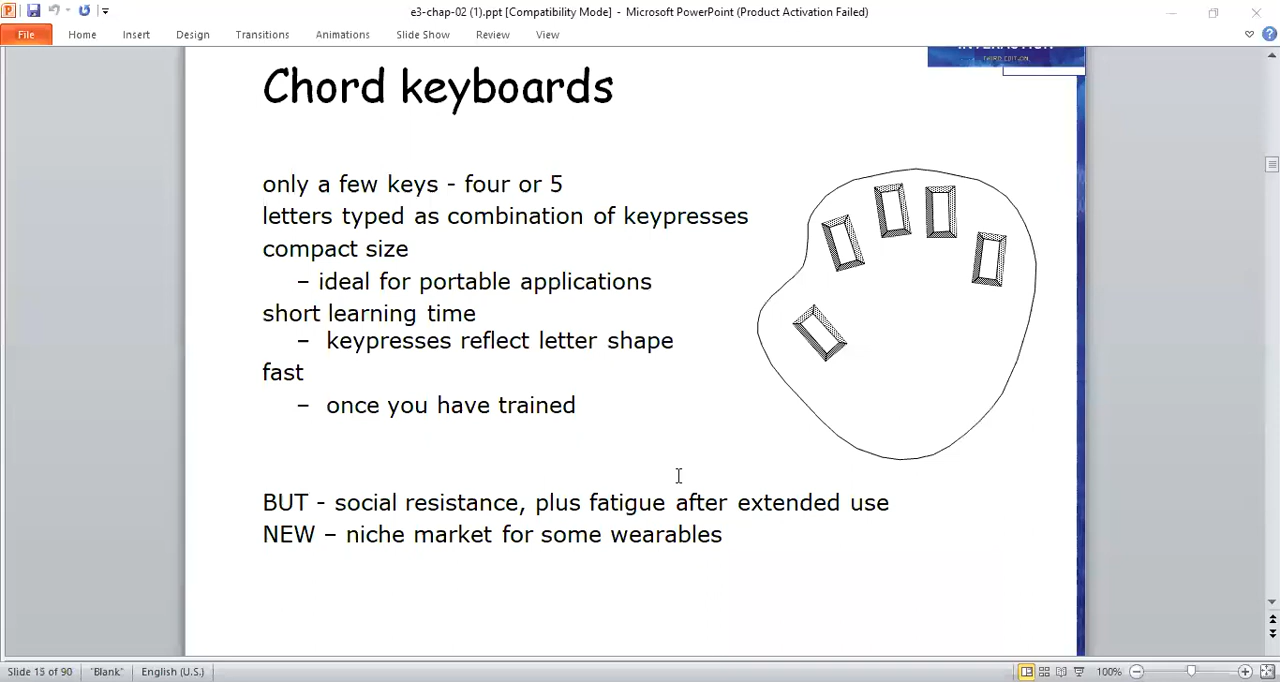 e3-chap-02 (1).ppt [Compatibility Mode] - Microsoft PowerPoint (Product Activation Failed)
File Home Insert Design Transitions Animations Slide Show Review View
THIRD EDITION
Chord keyboards
only a few keys - four or 5
letters typed as combination of keypresses
compact size
– ideal for portable applications
short learning time
– keypresses reflect letter shape
fast
– once you have trained
BUT - social resistance, plus fatigue after extended use
NEW – niche market for some wearables
Slide 15 of 90 "Blank" English (U.S.) 100%